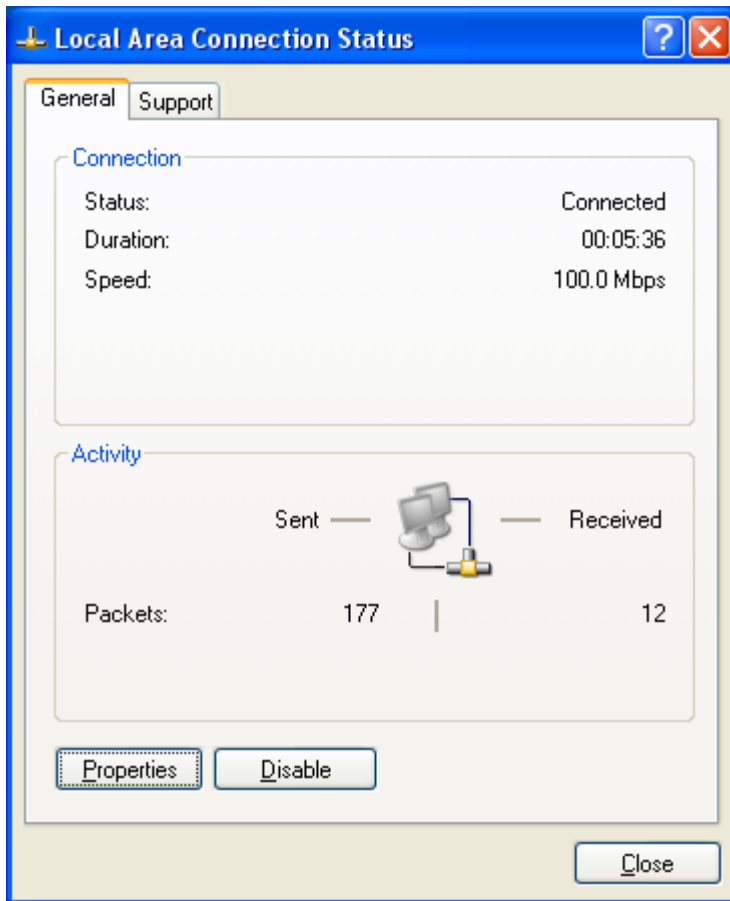 Local Area Connection Status
General Support
Connection
Status: Connected
Duration: 00:05:36
Speed: 100.0 Mbps
Activity
Sent Received
Packets: 177 12
Properties Disable
Close